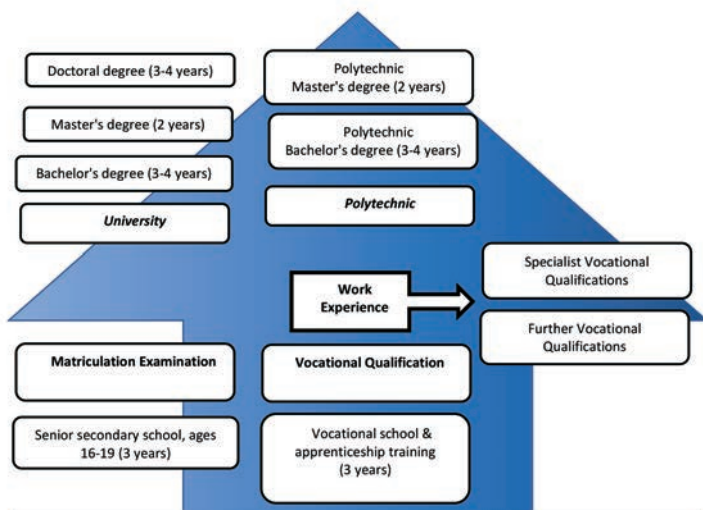 Doctoral degree (3-4 years)
Polytechnic
Master's degree (2 years)
Master's degree (2 years)
Polytechnic
Bachelor's degree (3-4 years)
Bachelor's degree (3-4 years)
University
Polytechnic
Specialist Vocational
Qualifications
Work
Experience
Further Vocational
Qualifications
Matriculation Examination
Vocational Qualification
Senior secondary school, ages
16-19 (3 years)
Vocational school &
apprenticeship training
(3 years)